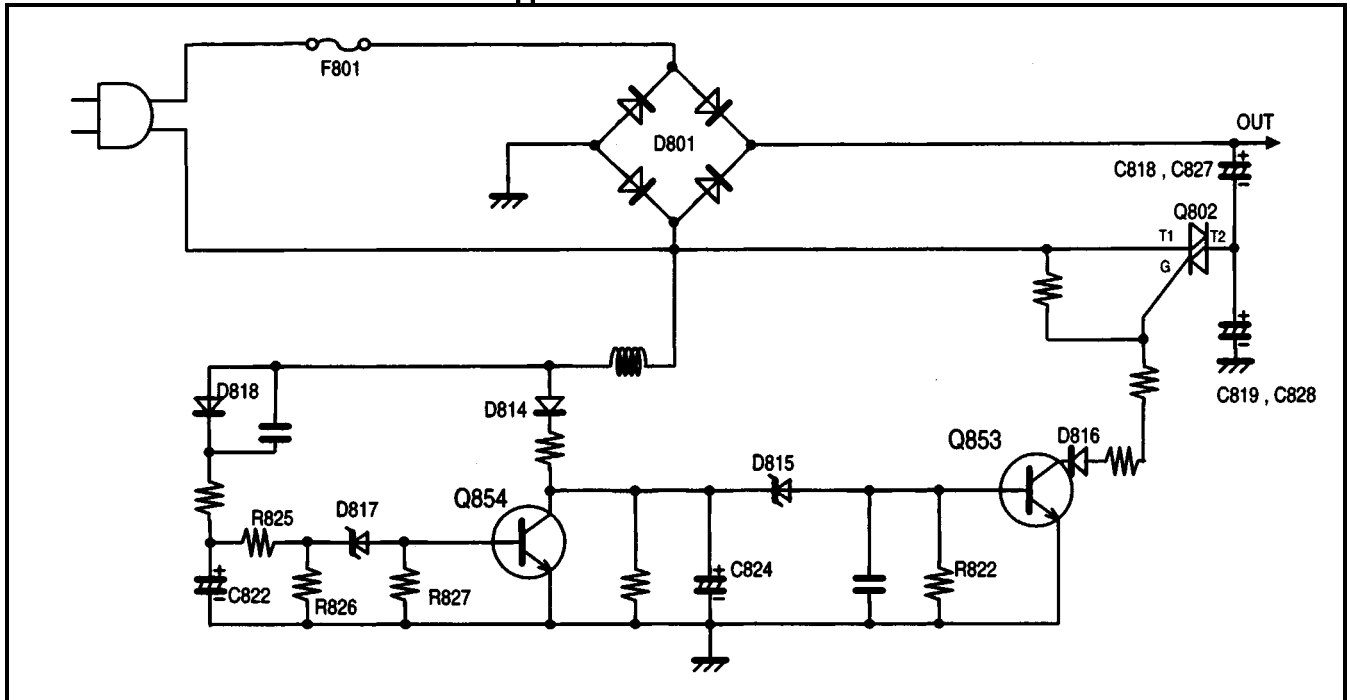 F801
D801
OUT
C818 , C827
Q802
T1
T2
G
C819 , C828
D818
D814
Q853
D816
D815
Q854
D817
R825
C822
R826
R827
C824
R822
+
-
+
-
+
-
+
-